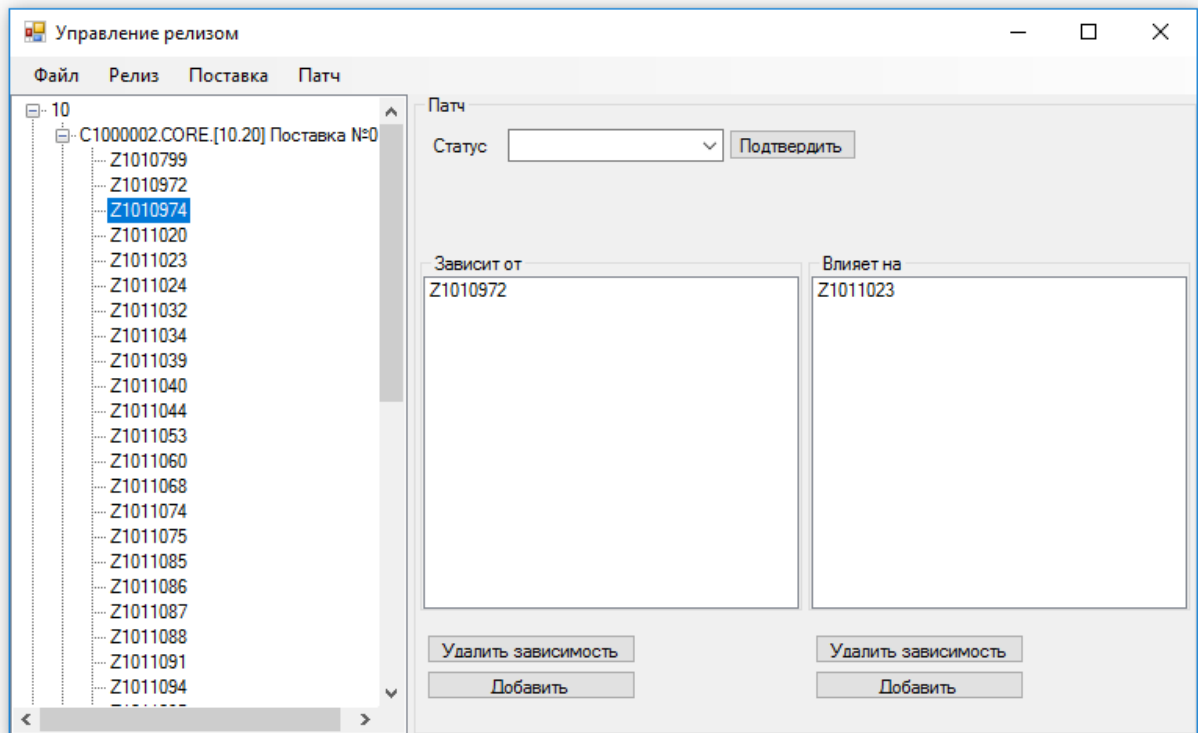 Управление релизом
Файл Релиз Поставка Патч
10
C1000002.CORE.[10.20] Поставка №0
Z1010799
Z1010972
Z1010974
Z1011020
Z1011023
Z1011024
Z1011032
Z1011034
Z1011039
Z1011040
Z1011044
Z1011053
Z1011060
Z1011068
Z1011074
Z1011075
Z1011085
Z1011086
Z1011087
Z1011088
Z1011091
Z1011094
Патч
Статус Подтвердить
Зависит от
Z1010972
Удалить зависимость
Добавить
Влияет на
Z1011023
Удалить зависимость
Добавить